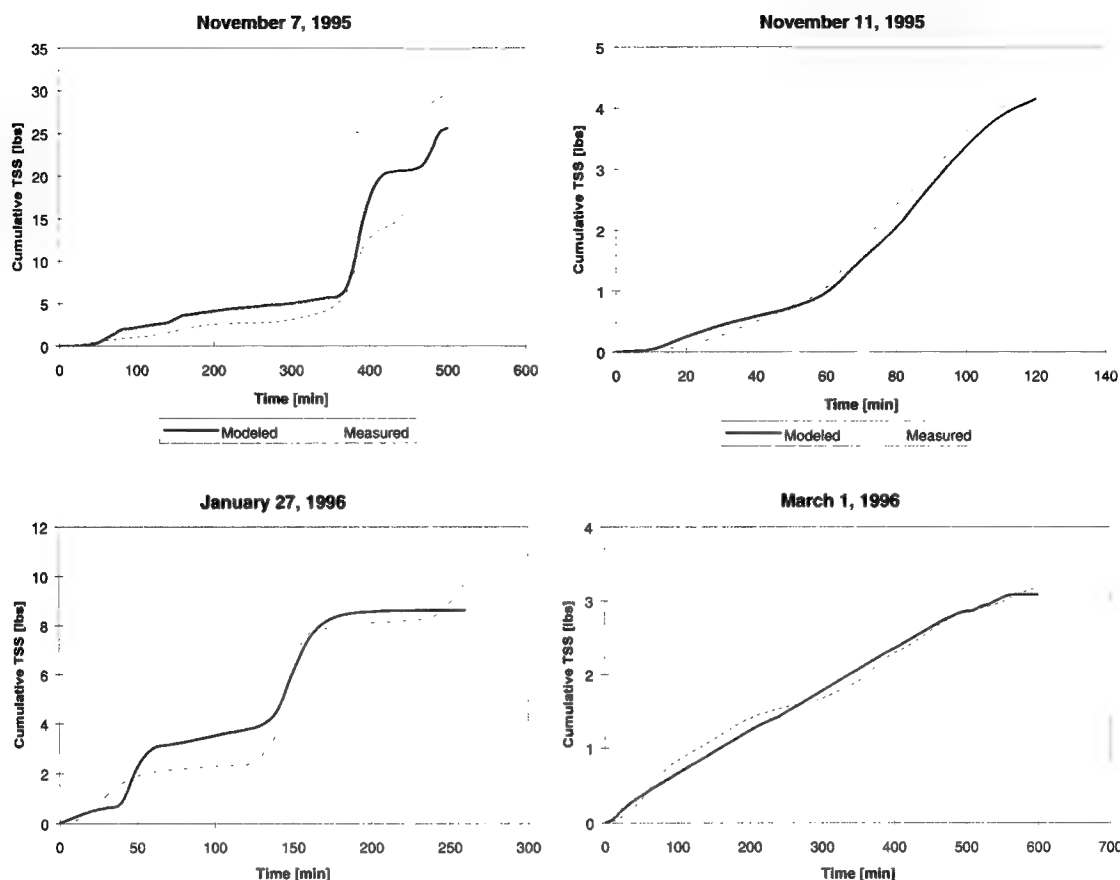 November 7, 1995
35
30
25
20
15
10
5
0
Cumulative TSS [lbs]
0 100 200 300 400 500 600
Time [min]
Modeled Measured
November 11, 1995
5
4
3
2
1
0
Cumulative TSS [lbs]
0 20 40 60 80 100 120 140
Time [min]
Modeled Measured
January 27, 1996
12
10
8
6
4
2
0
Cumulative TSS [lbs]
0 50 100 150 200 250 300
Time [min]
March 1, 1996
4
3
2
1
0
Cumulative TSS [lbs]
0 100 200 300 400 500 600 700
Time [min]